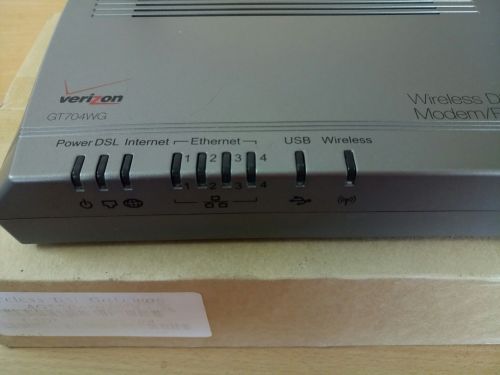 verizon
GT704WG
Wireless D
Modem/
Power DSL Internet Ethernet USB Wireless
1 2 3 4
1 2 3 4